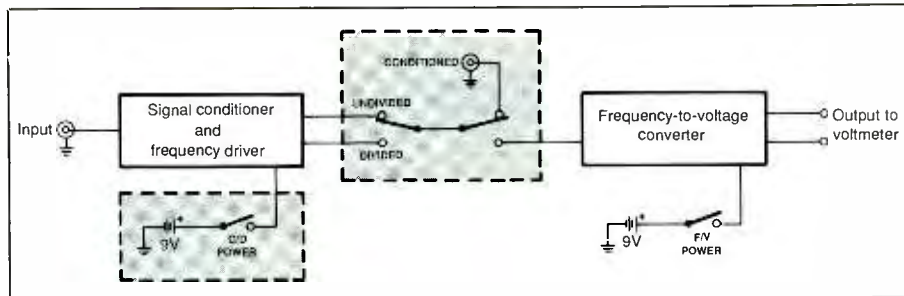 CONDITIONED
UNDIVIDED
DIVIDED
Input
Signal conditioner
and
frequency driver
Frequency-to-voltage
converter
Output to
voltmeter
+
9V
C/D
POWER
+
9V
F/V
POWER